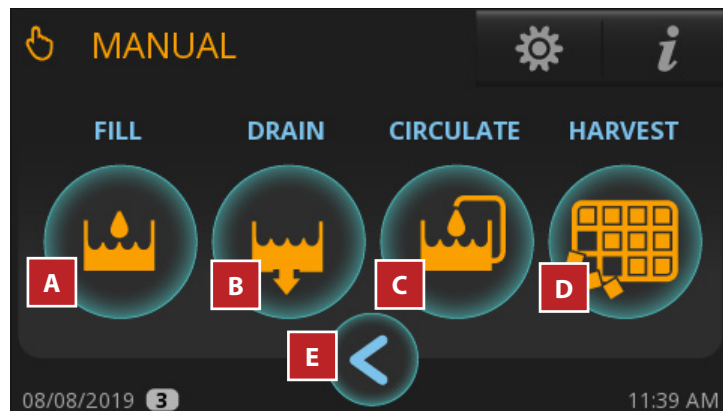 MANUAL i
FILL DRAIN CIRCULATE HARVEST
A B C D
E
08/08/2019 3 11:39 AM